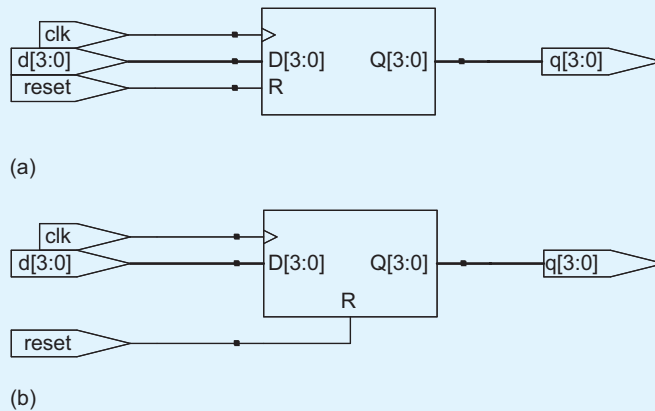 clk
d[3:0] D[3:0] Q[3:0] q[3:0]
reset R
(a)
clk
d[3:0] D[3:0] Q[3:0] q[3:0]
R
reset
(b)